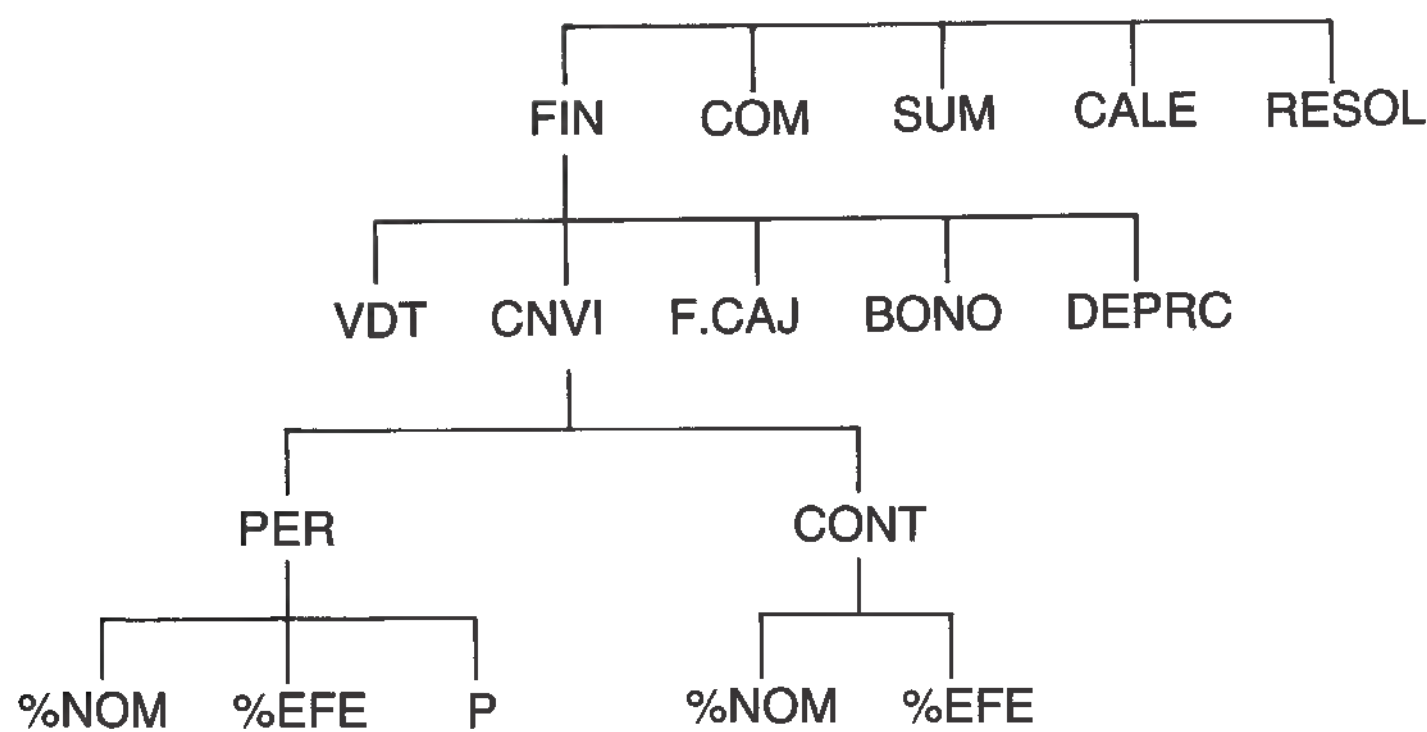 FIN COM SUM CALE RESOL
VDT CNVI F.CAJ BONO DEPRC
PER CONT
%NOM %EFE P %NOM %EFE